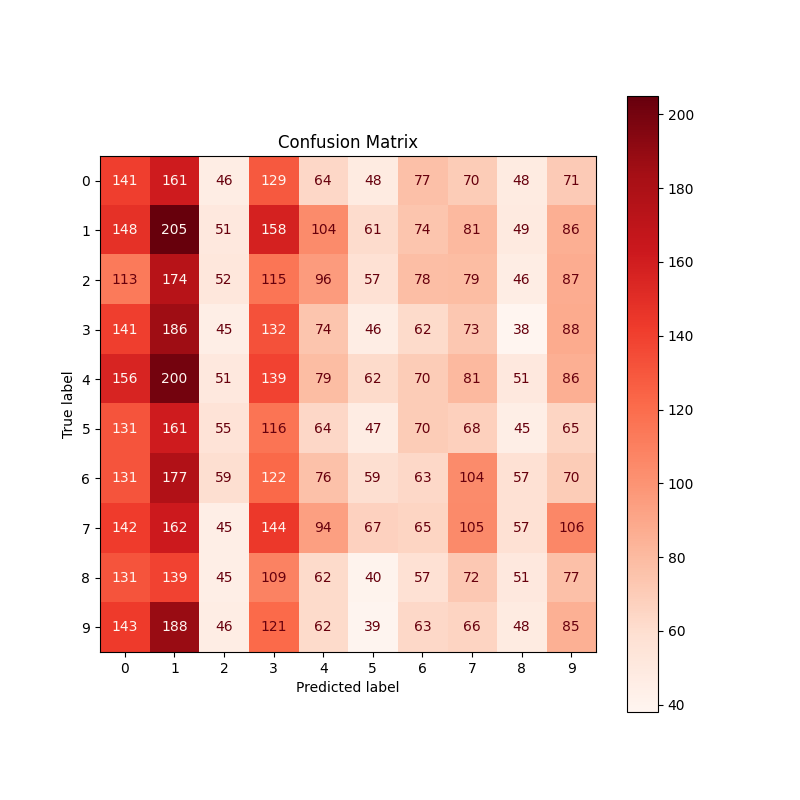 Confusion Matrix
0 141 161 46 129 64 48 77 70 48 71
1 148 205 51 158 104 61 74 81 49 86
2 113 174 52 115 96 57 78 79 46 87
3 141 186 45 132 74 46 62 73 38 88
4 156 200 51 139 79 62 70 81 51 86
5 131 161 55 116 64 47 70 68 45 65
6 131 177 59 122 76 59 63 104 57 70
7 142 162 45 144 94 67 65 105 57 106
8 131 139 45 109 62 40 57 72 51 77
9 143 188 46 121 62 39 63 66 48 85
0 1 2 3 4 5 6 7 8 9
Predicted label
True label
200
180
160
140
120
100
80
60
40